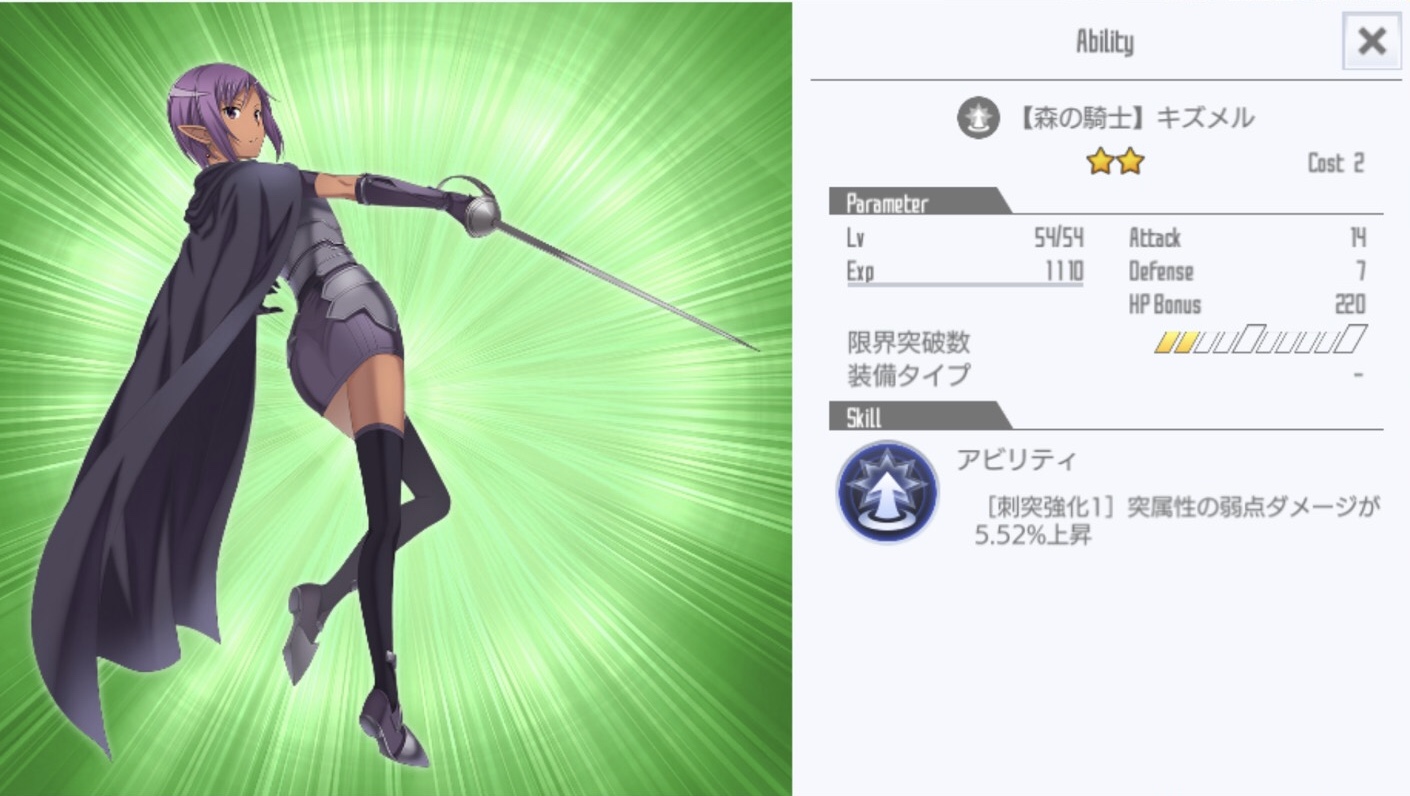 Ability
【森の騎士】キズメル
Cost 2
Parameter
Lv 54/54
Attack 14
Exp 1110
Defense 7
HP Bonus 220
限界突破数
装備タイプ -
Skill
アビリティ
［刺突強化1］突属性の弱点ダメージが
5.52%上昇